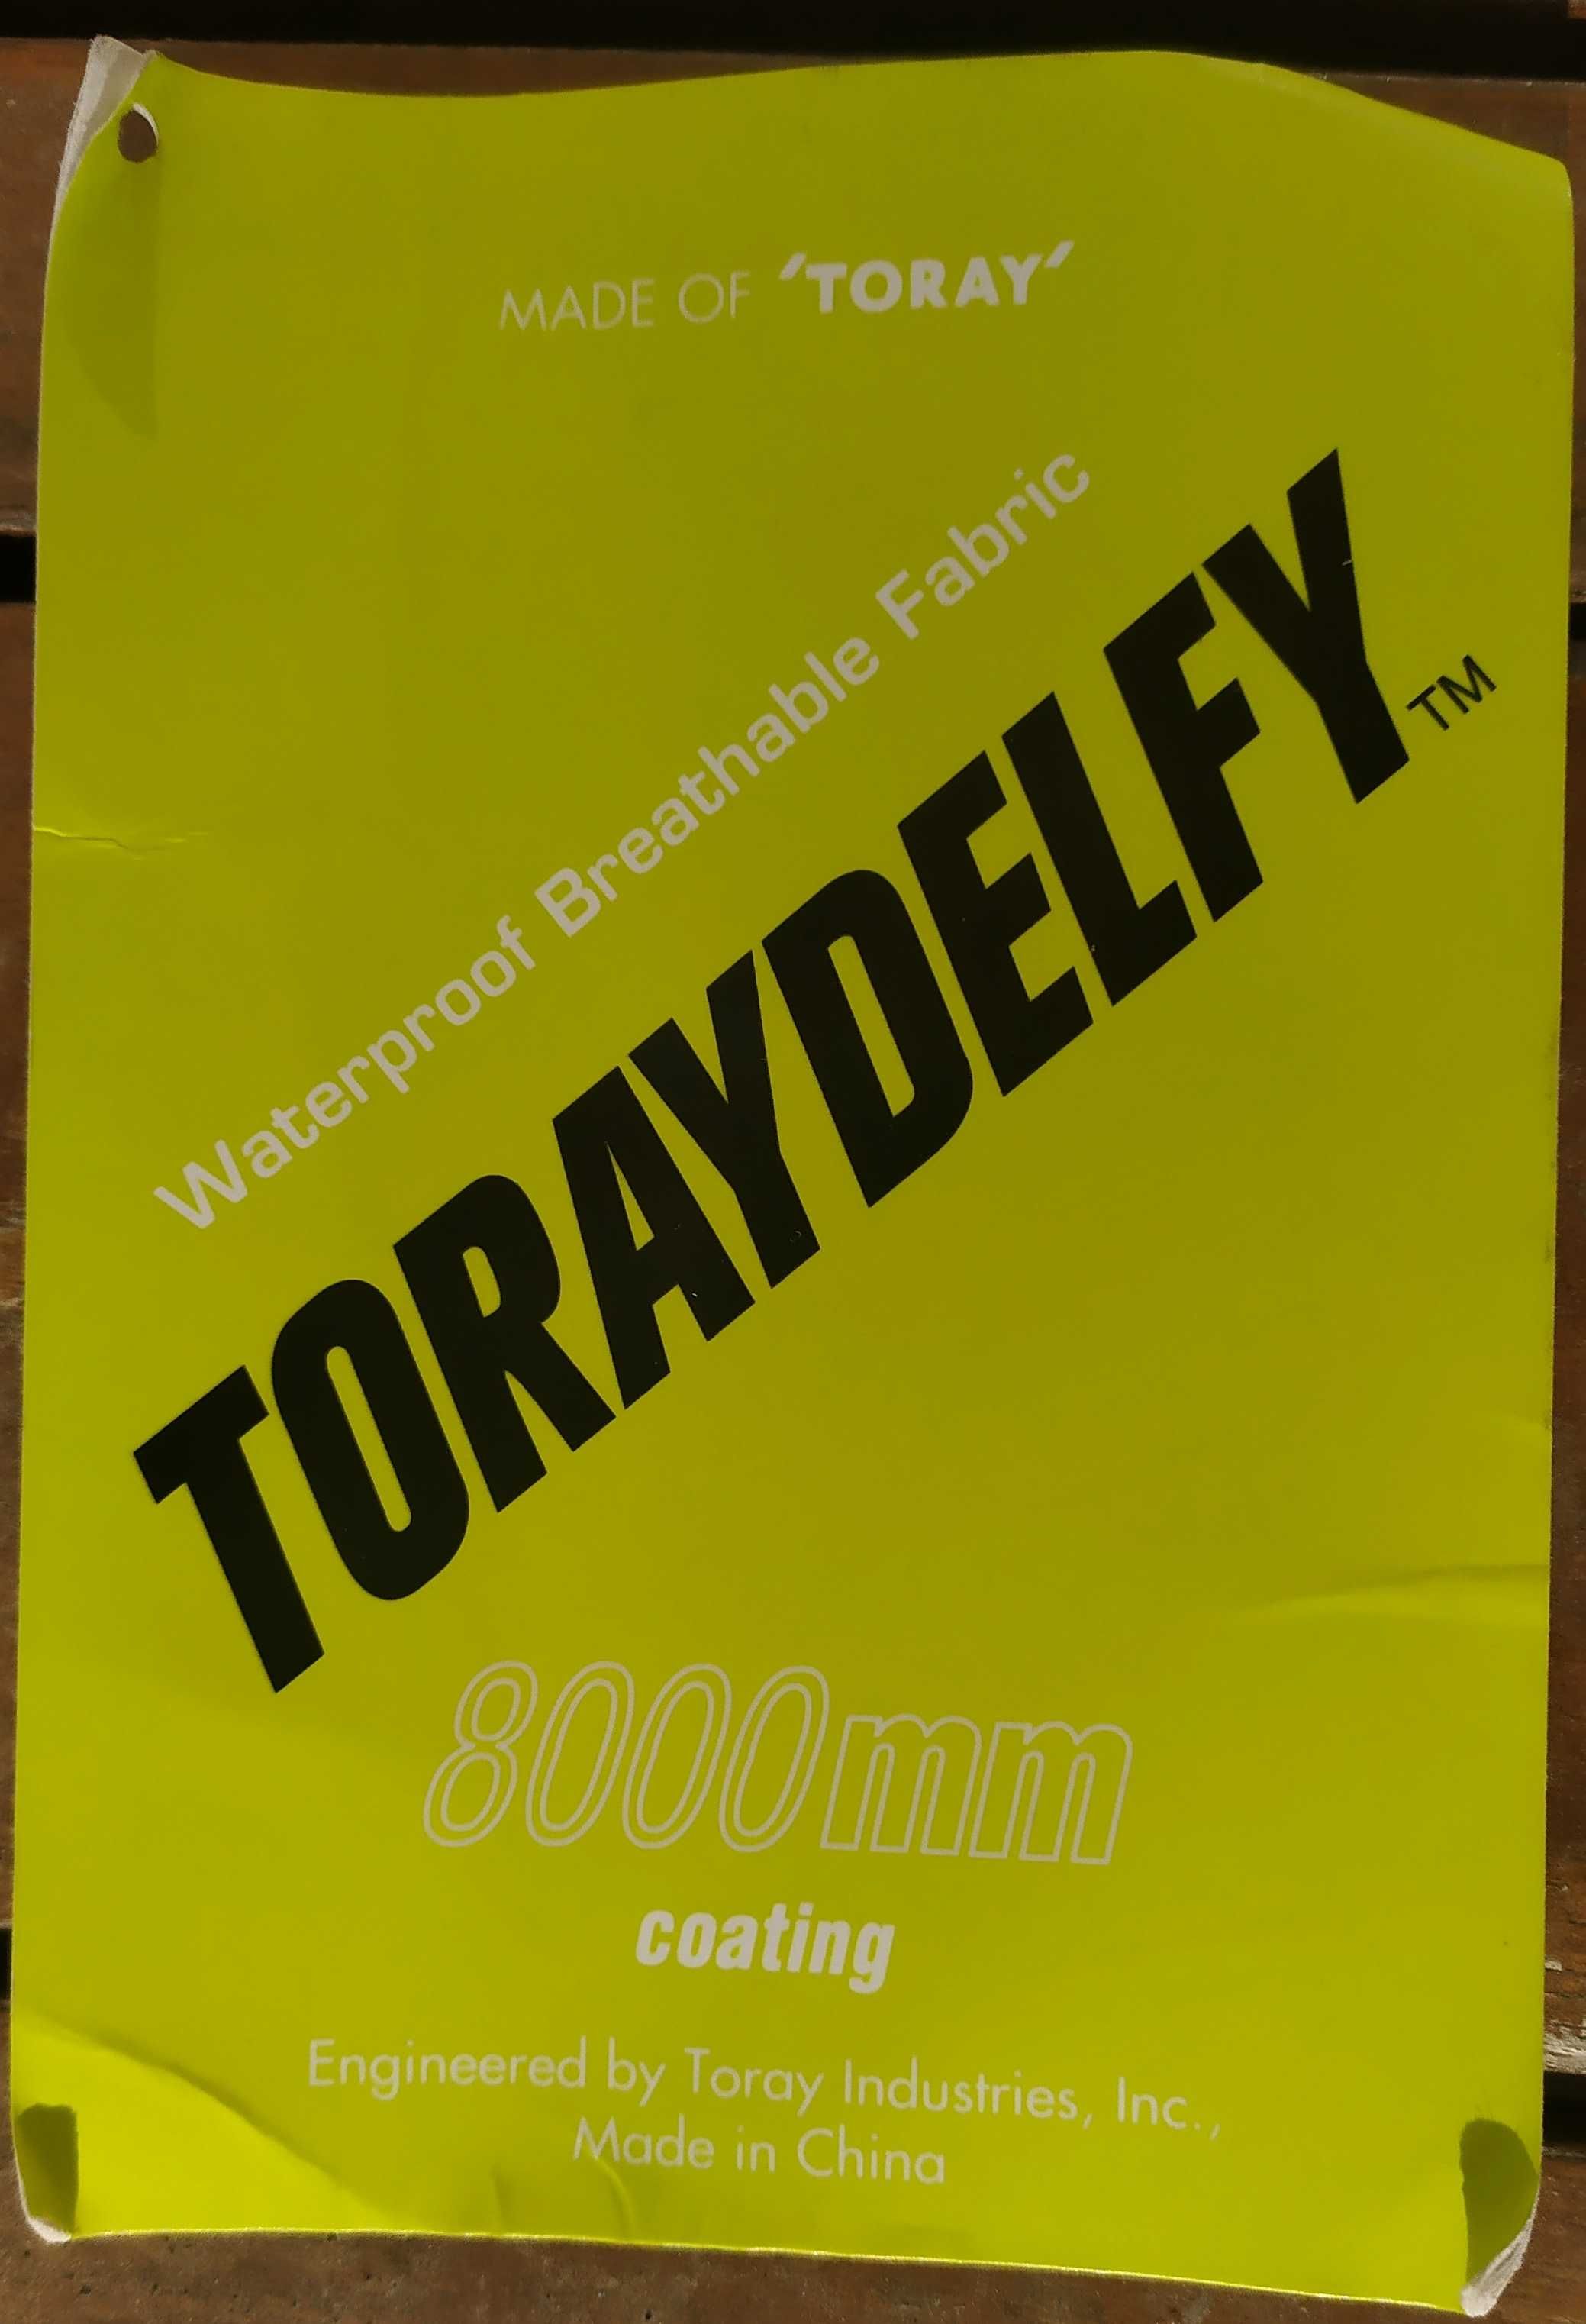 MADE OF 'TORAY'
Waterproof Breathable Fabric
TORAYDELFY™
8000mm
coating
Engineered by Toray Industries, Inc.,
Made in China